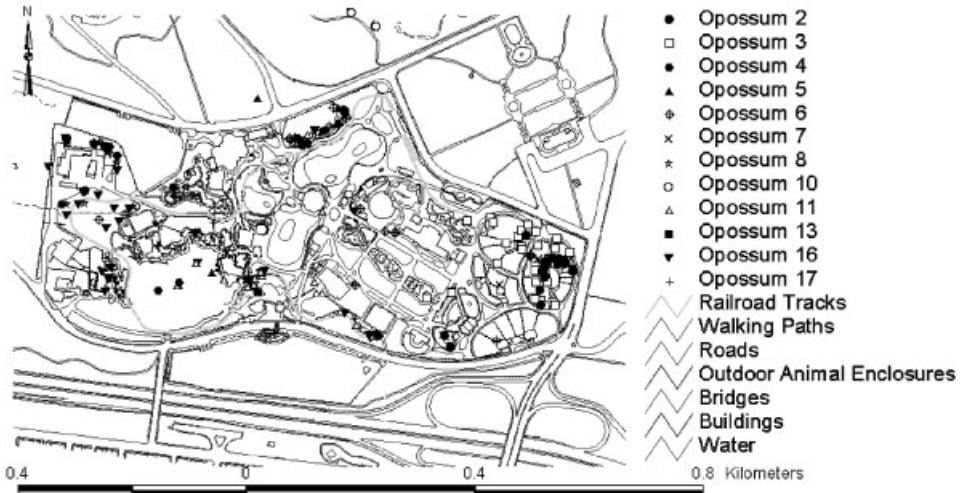 N
Opossum 2
Opossum 3
Opossum 4
Opossum 5
Opossum 6
Opossum 7
Opossum 8
Opossum 10
Opossum 11
Opossum 13
Opossum 16
Opossum 17
Railroad Tracks
Walking Paths
Roads
Outdoor Animal Enclosures
Bridges
Buildings
Water
0.4 0 0.4 0.8 Kilometers